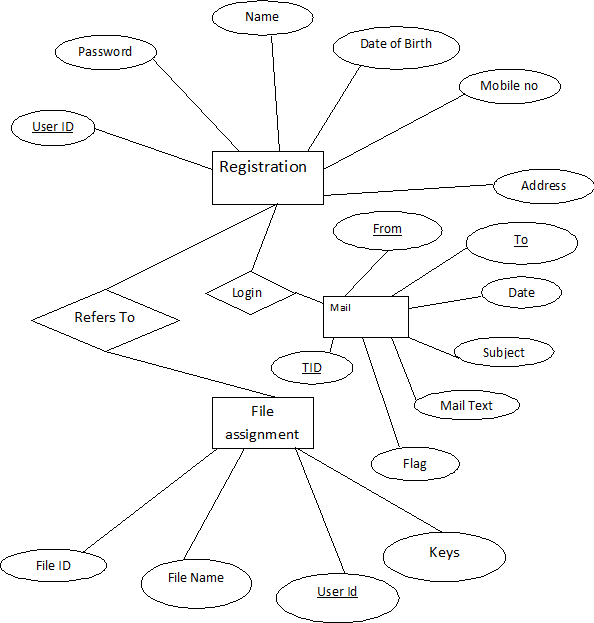 Name
Date of Birth
Password
Mobile no
User ID
Registration
Address
From
To
Login
Date
Mail
Refers To
Subject
TID
Mail Text
File
assignment
Flag
Keys
File ID
File Name
User Id